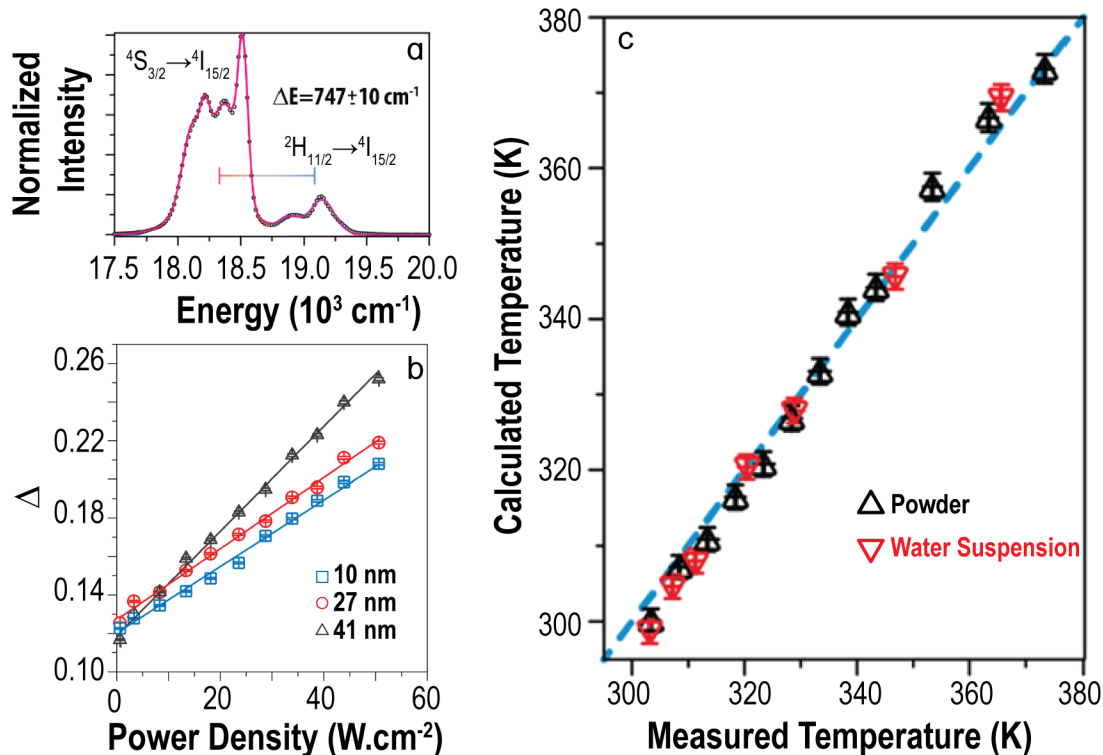 a
Normalized
Intensity
⁴S₃/₂→⁴I₁₅/₂
ΔE=747±10 cm⁻¹
²H₁₁/₂→⁴I₁₅/₂
17.5 18.0 18.5 19.0 19.5 20.0
Energy (10³ cm⁻¹)
b
0.26
0.22
0.18
0.14
0.10
Δ
10 nm
27 nm
41 nm
0 20 40 60
Power Density (W.cm-²)
c
380
360
340
320
300
Calculated Temperature (K)
Powder
Water Suspension
300 320 340 360 380
Measured Temperature (K)